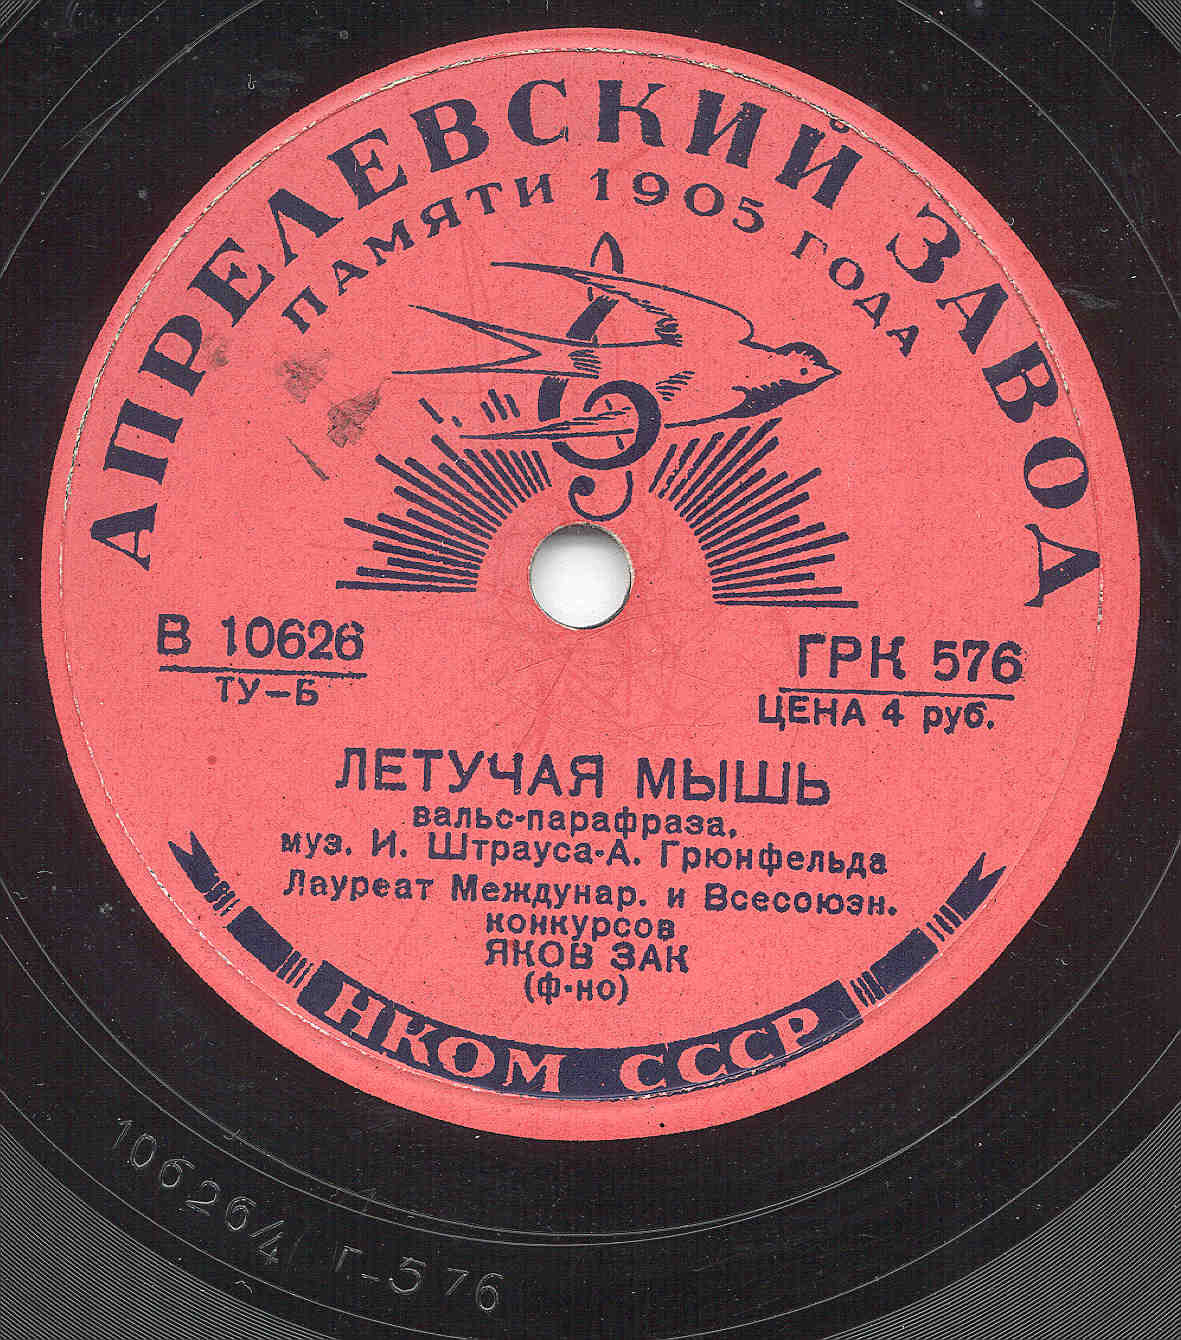 АПРЕЛЕВСКИЙ ЗАВОД
ПАМЯТИ 1905 ГОДА
В 10626
ТУ-Б
ГРК 576
ЦЕНА 4 руб.
ЛЕТУЧАЯ МЫШЬ
вальс-парафраза.
муз. И. Штрауса-А. Грюнфельда
Лауреат Междунар. и Всесоюзн.
конкурсов
ЯКОВ ЗАК
(ф-но)
НКОМ СССР
10626/4 Г-576